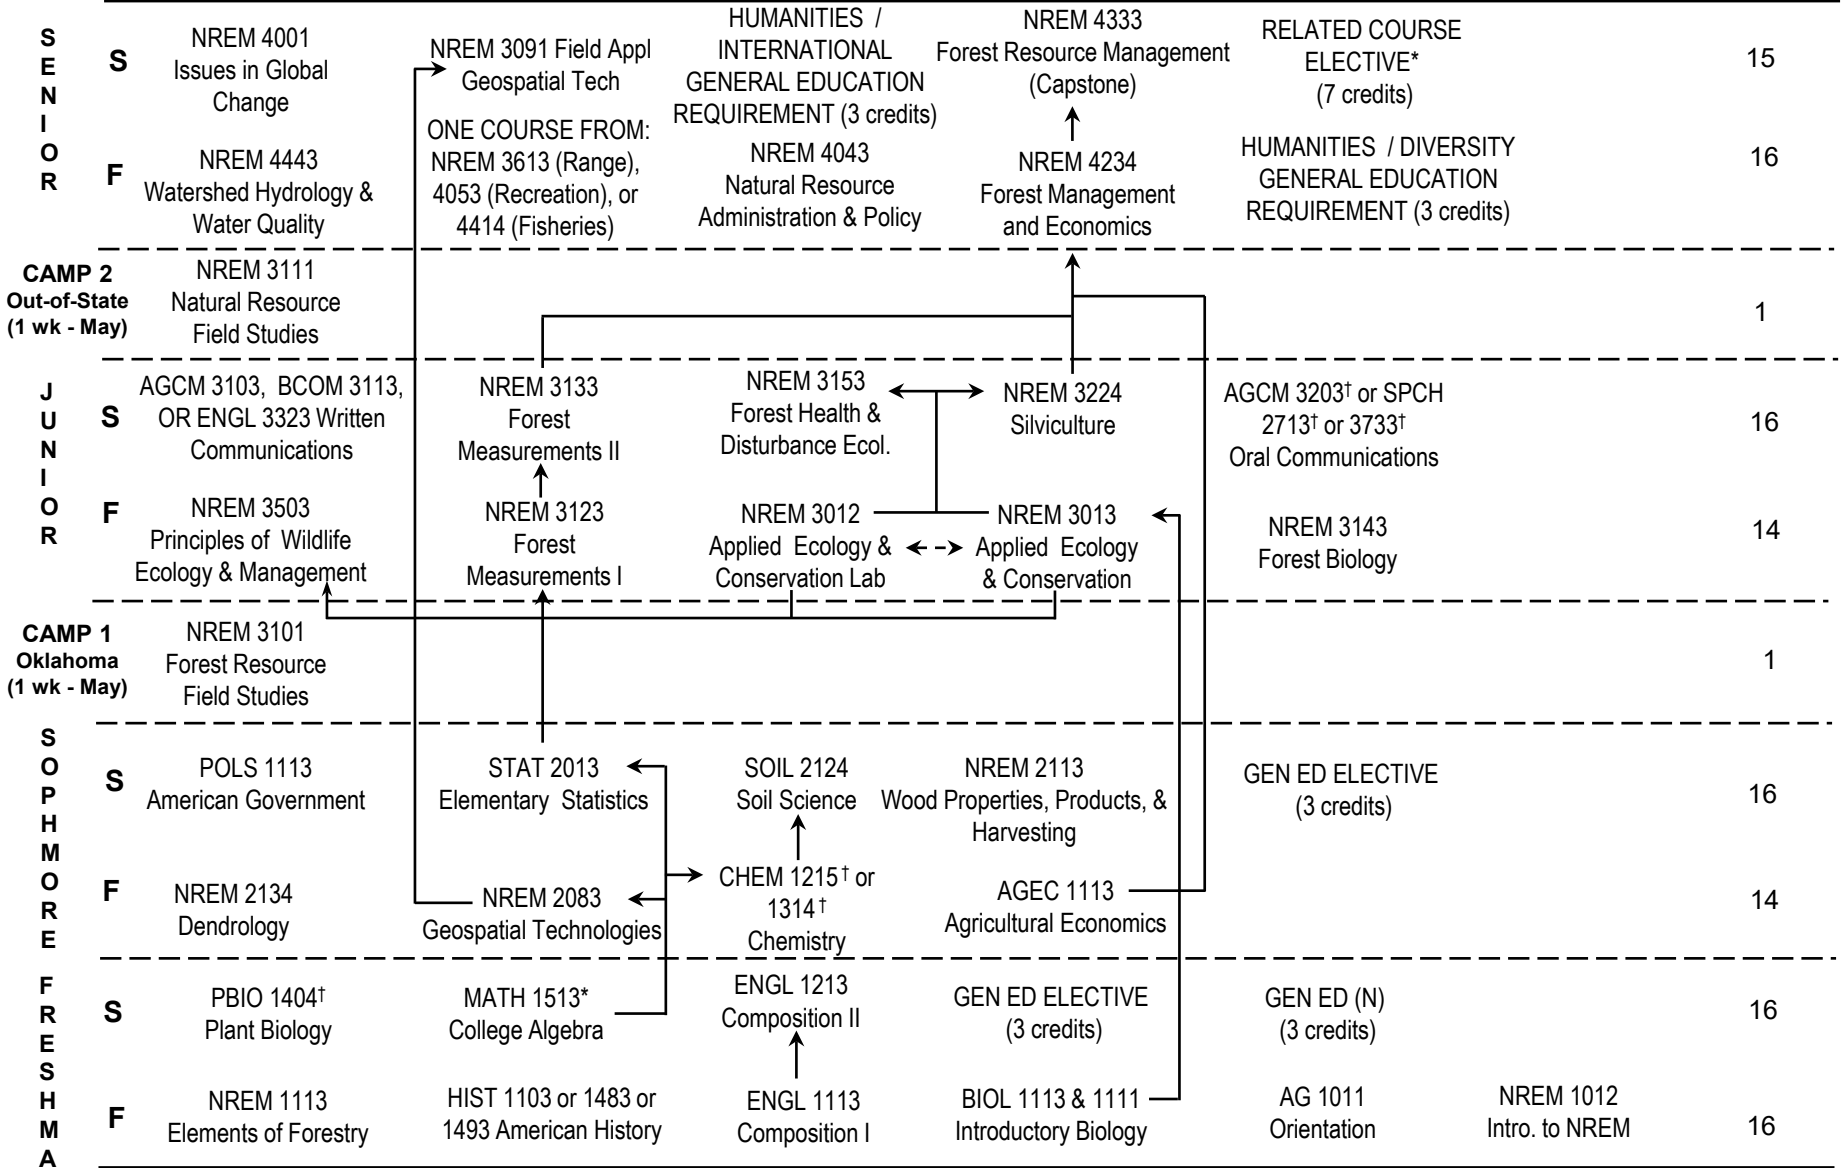 SENIOR
S
NREM 4001
Issues in Global
Change
NREM 3091 Field Appl
Geospatial Tech
HUMANITIES /
INTERNATIONAL
GENERAL EDUCATION
REQUIREMENT (3 credits)
NREM 4333
Forest Resource Management
(Capstone)
RELATED COURSE
ELECTIVE*
(7 credits)
15
F
NREM 4443
Watershed Hydrology &
Water Quality
ONE COURSE FROM:
NREM 3613 (Range),
4053 (Recreation), or
4414 (Fisheries)
NREM 4043
Natural Resource
Administration & Policy
NREM 4234
Forest Management
and Economics
HUMANITIES / DIVERSITY
GENERAL EDUCATION
REQUIREMENT (3 credits)
16
CAMP 2
Out-of-State
(1 wk - May)
NREM 3111
Natural Resource
Field Studies
1
JUNIOR
S
AGCM 3103, BCOM 3113,
OR ENGL 3323 Written
Communications
NREM 3133
Forest
Measurements II
NREM 3153
Forest Health &
Disturbance Ecol.
NREM 3224
Silviculture
AGCM 3203† or SPCH
2713† or 3733†
Oral Communications
16
F
NREM 3503
Principles of Wildlife
Ecology & Management
NREM 3123
Forest
Measurements I
NREM 3012
Applied Ecology &
Conservation Lab
NREM 3013
Applied Ecology
& Conservation
NREM 3143
Forest Biology
14
CAMP 1
Oklahoma
(1 wk - May)
NREM 3101
Forest Resource
Field Studies
1
SOPHMORE
S
POLS 1113
American Government
STAT 2013
Elementary Statistics
SOIL 2124
Soil Science
NREM 2113
Wood Properties, Products, &
Harvesting
GEN ED ELECTIVE
(3 credits)
16
F
NREM 2134
Dendrology
NREM 2083
Geospatial Technologies
CHEM 1215† or
1314†
Chemistry
AGEC 1113
Agricultural Economics
14
FRESHMA
S
PBIO 1404†
Plant Biology
MATH 1513*
College Algebra
ENGL 1213
Composition II
GEN ED ELECTIVE
(3 credits)
GEN ED (N)
(3 credits)
16
F
NREM 1113
Elements of Forestry
HIST 1103 or 1483 or
1493 American History
ENGL 1113
Composition I
BIOL 1113 & 1111
Introductory Biology
AG 1011
Orientation
NREM 1012
Intro. to NREM
16